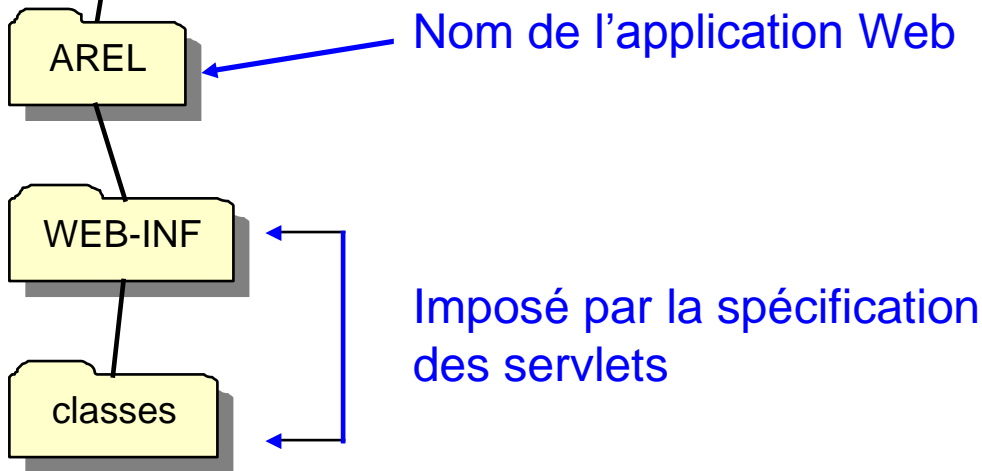 AREL
Nom de l’application Web
WEB-INF
Imposé par la spécification
des servlets
classes